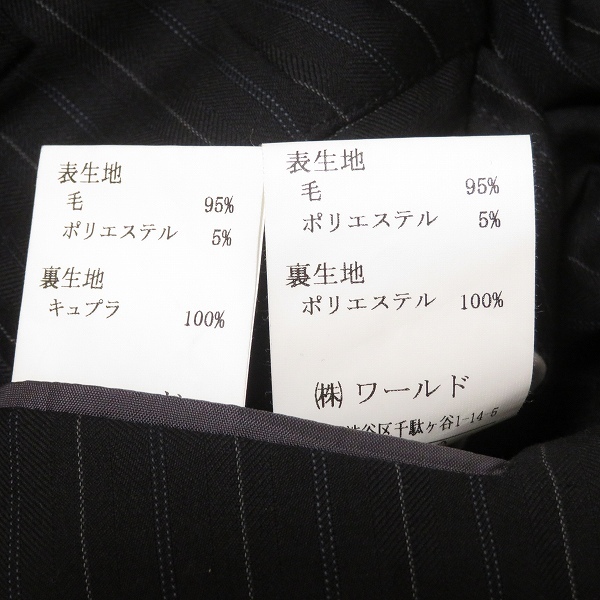 表生地
毛 95%
ポリエステル 5%
裏生地
キュプラ 100%
表生地
毛 95%
ポリエステル 5%
裏生地
ポリエステル 100%
㈱ ワールド
渋谷区千駄ヶ谷1-14-6